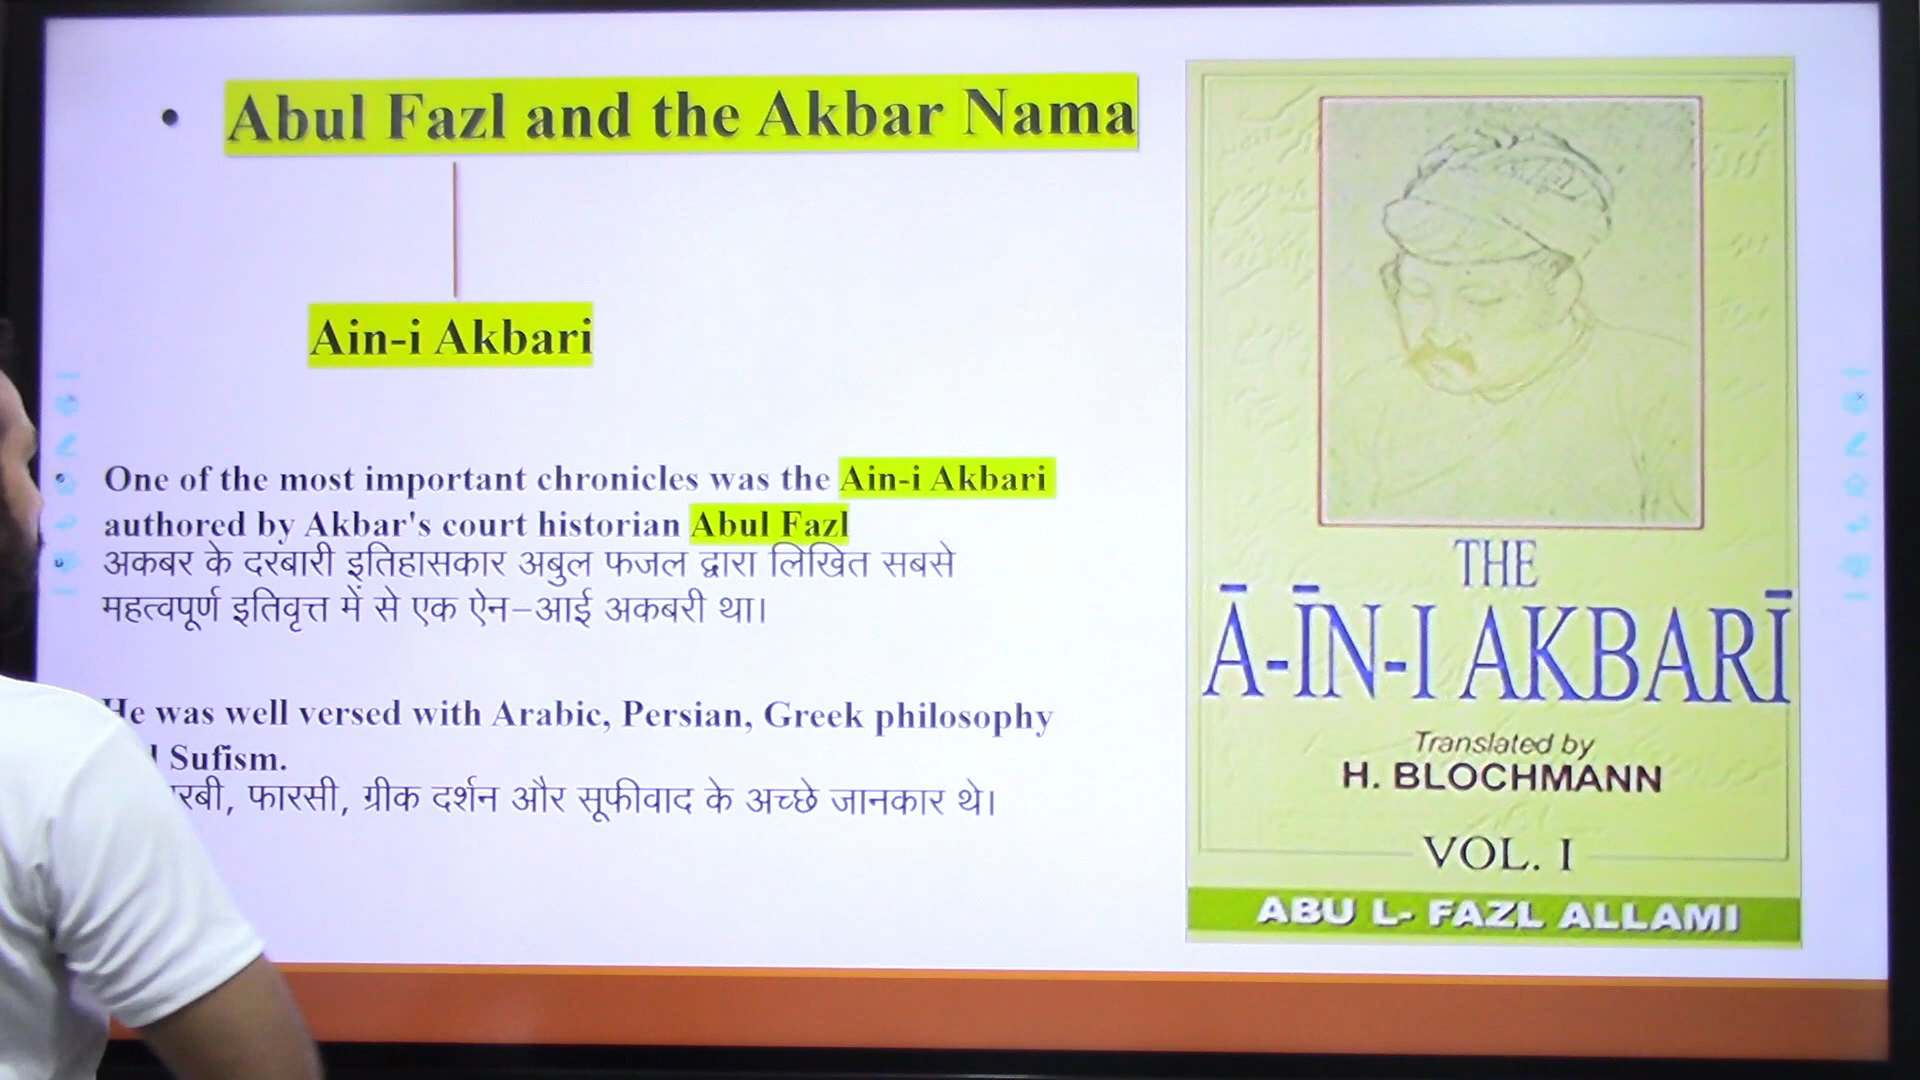 Abul Fazl and the Akbar Nama
Ain-i Akbari
One of the most important chronicles was the Ain-i Akbari
authored by Akbar's court historian Abul Fazl
अकबर के दरबारी इतिहासकार अबुल फजल द्वारा लिखित सबसे
महत्वपूर्ण इतिवृत्त में से एक ऐन–आई अकबरी था।
He was well versed with Arabic, Persian, Greek philosophy
Sufism.
फारसी, ग्रीक दर्शन और सूफीवाद के अच्छे जानकार थे।
THE
Ā-ĪN-I AKBARĪ
Translated by
H. BLOCHMANN
VOL. I
ABU L- FAZL ALLAMI